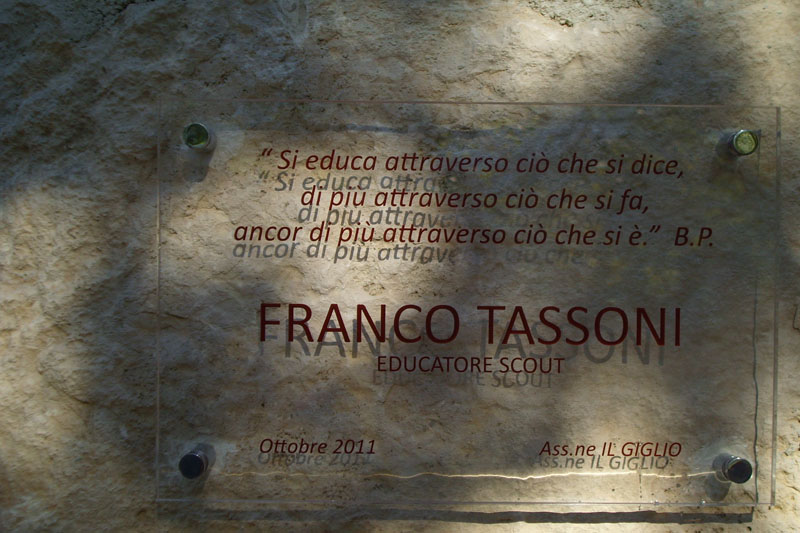 “ Si educa attraverso ciò che si dice,
di più attraverso ciò che si fa,
ancor di più attraverso ciò che si è.” B.P.
FRANCO TASSONI
EDUCATORE SCOUT
Ottobre 2011 Ass.ne IL GIGLIO